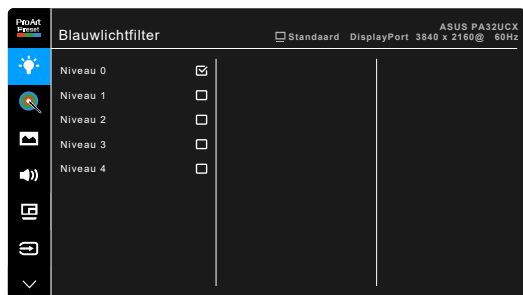 ProArt
Preset
Blauwlichtfilter
Standaard DisplayPort 3840 x 2160@ 60Hz
ASUS PA32UCX
Niveau 0
Niveau 1
Niveau 2
Niveau 3
Niveau 4